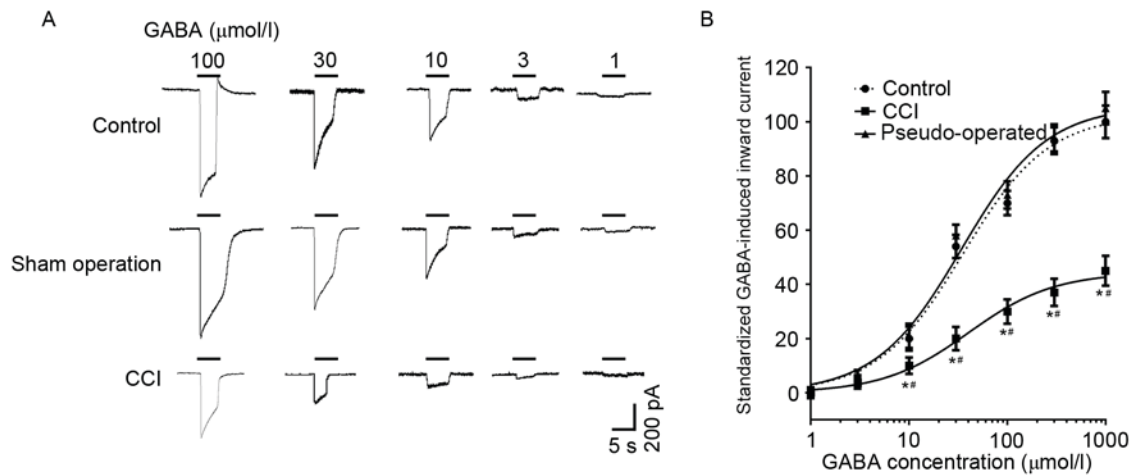 A
GABA (μmol/l)
100 30 10 3 1
Control
Sham operation
CCI
5 s
200 pA
B
Standardized GABA-induced inward current
120
100
80
60
40
20
0
Control
CCI
Pseudo-operated
*#
*#
*#
*#
*#
1 10 100 1000
GABA concentration (μmol/l)